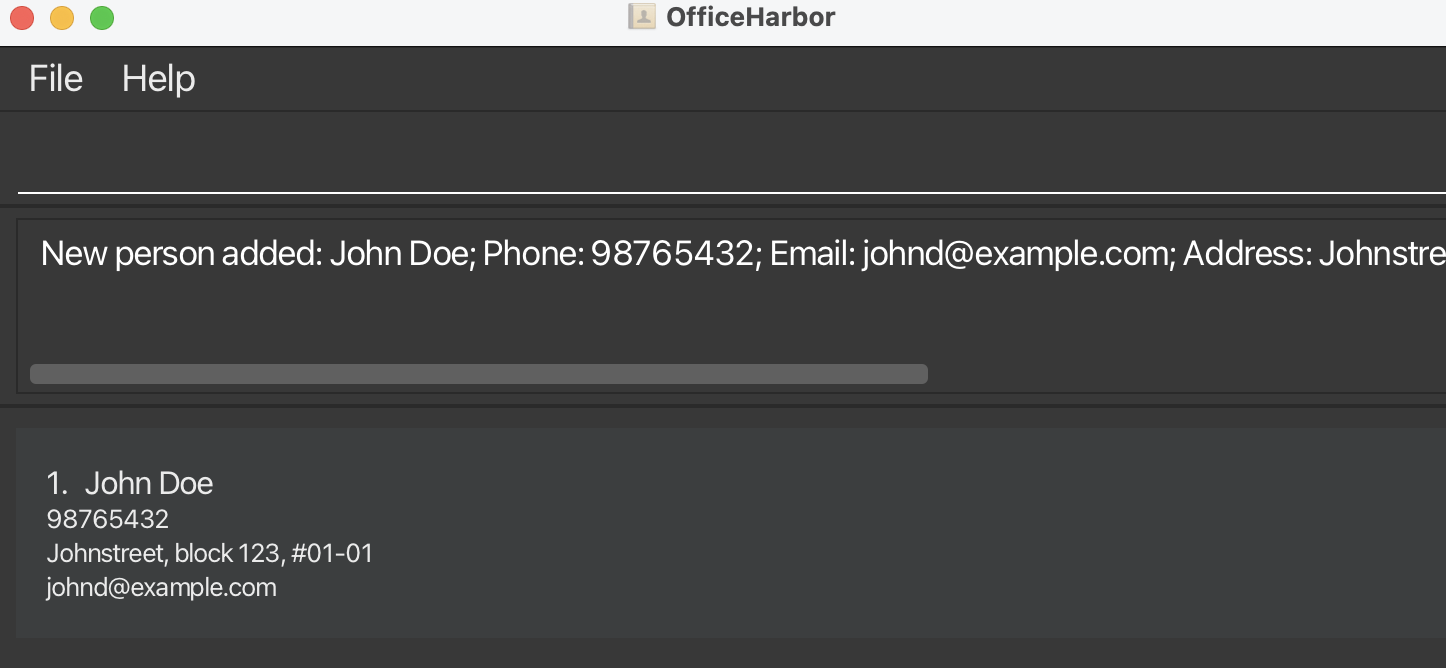 OfficeHarbor
File Help
New person added: John Doe; Phone: 98765432; Email: johnd@example.com; Address: Johnstre
1. John Doe
98765432
Johnstreet, block 123, #01-01
johnd@example.com